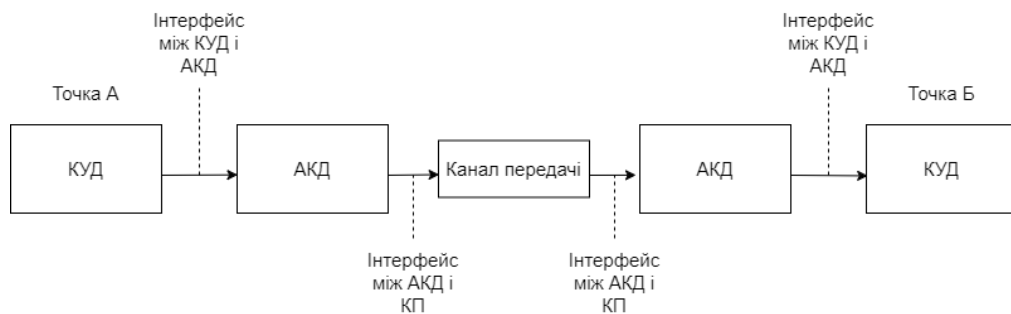 Інтерфейс
між КУД і
АКД
Інтерфейс
між КУД і
АКД
Точка А
Точка Б
КУД
АКД
Канал передачі
АКД
КУД
Інтерфейс
між АКД і
КП
Інтерфейс
між АКД і
КП